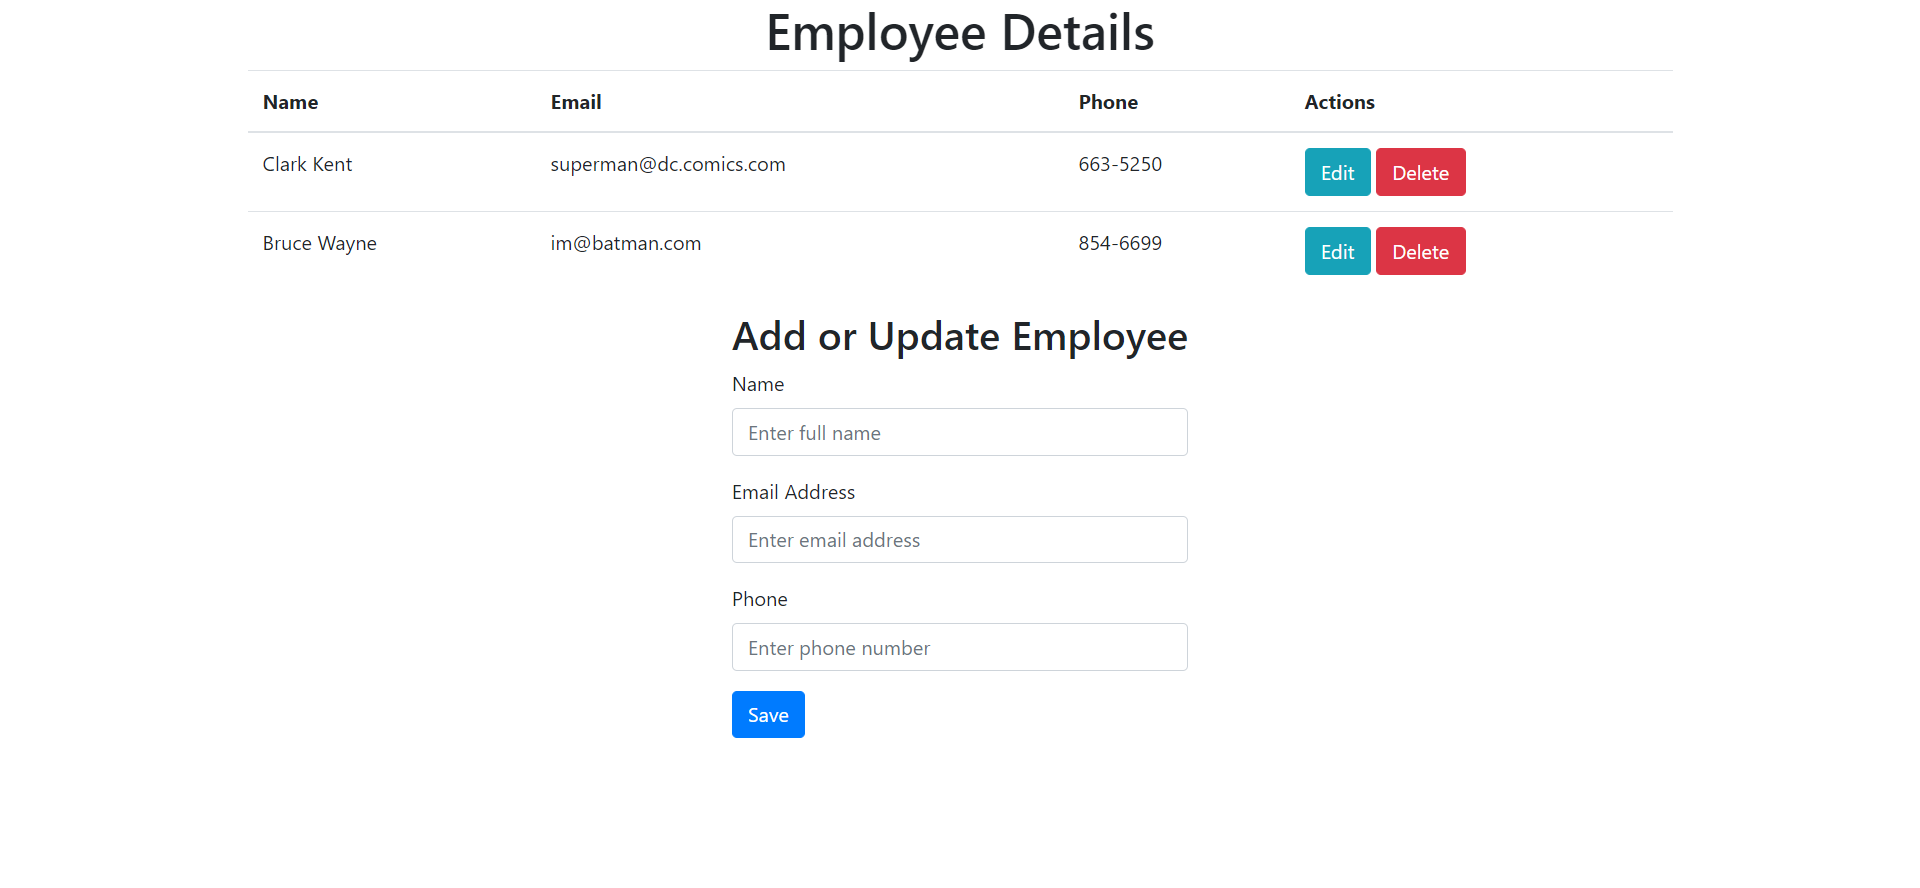 Employee Details
Name Email Phone Actions
Clark Kent superman@dc.comics.com 663-5250 Edit Delete
Bruce Wayne im@batman.com 854-6699 Edit Delete
Add or Update Employee
Name
Enter full name
Email Address
Enter email address
Phone
Enter phone number
Save